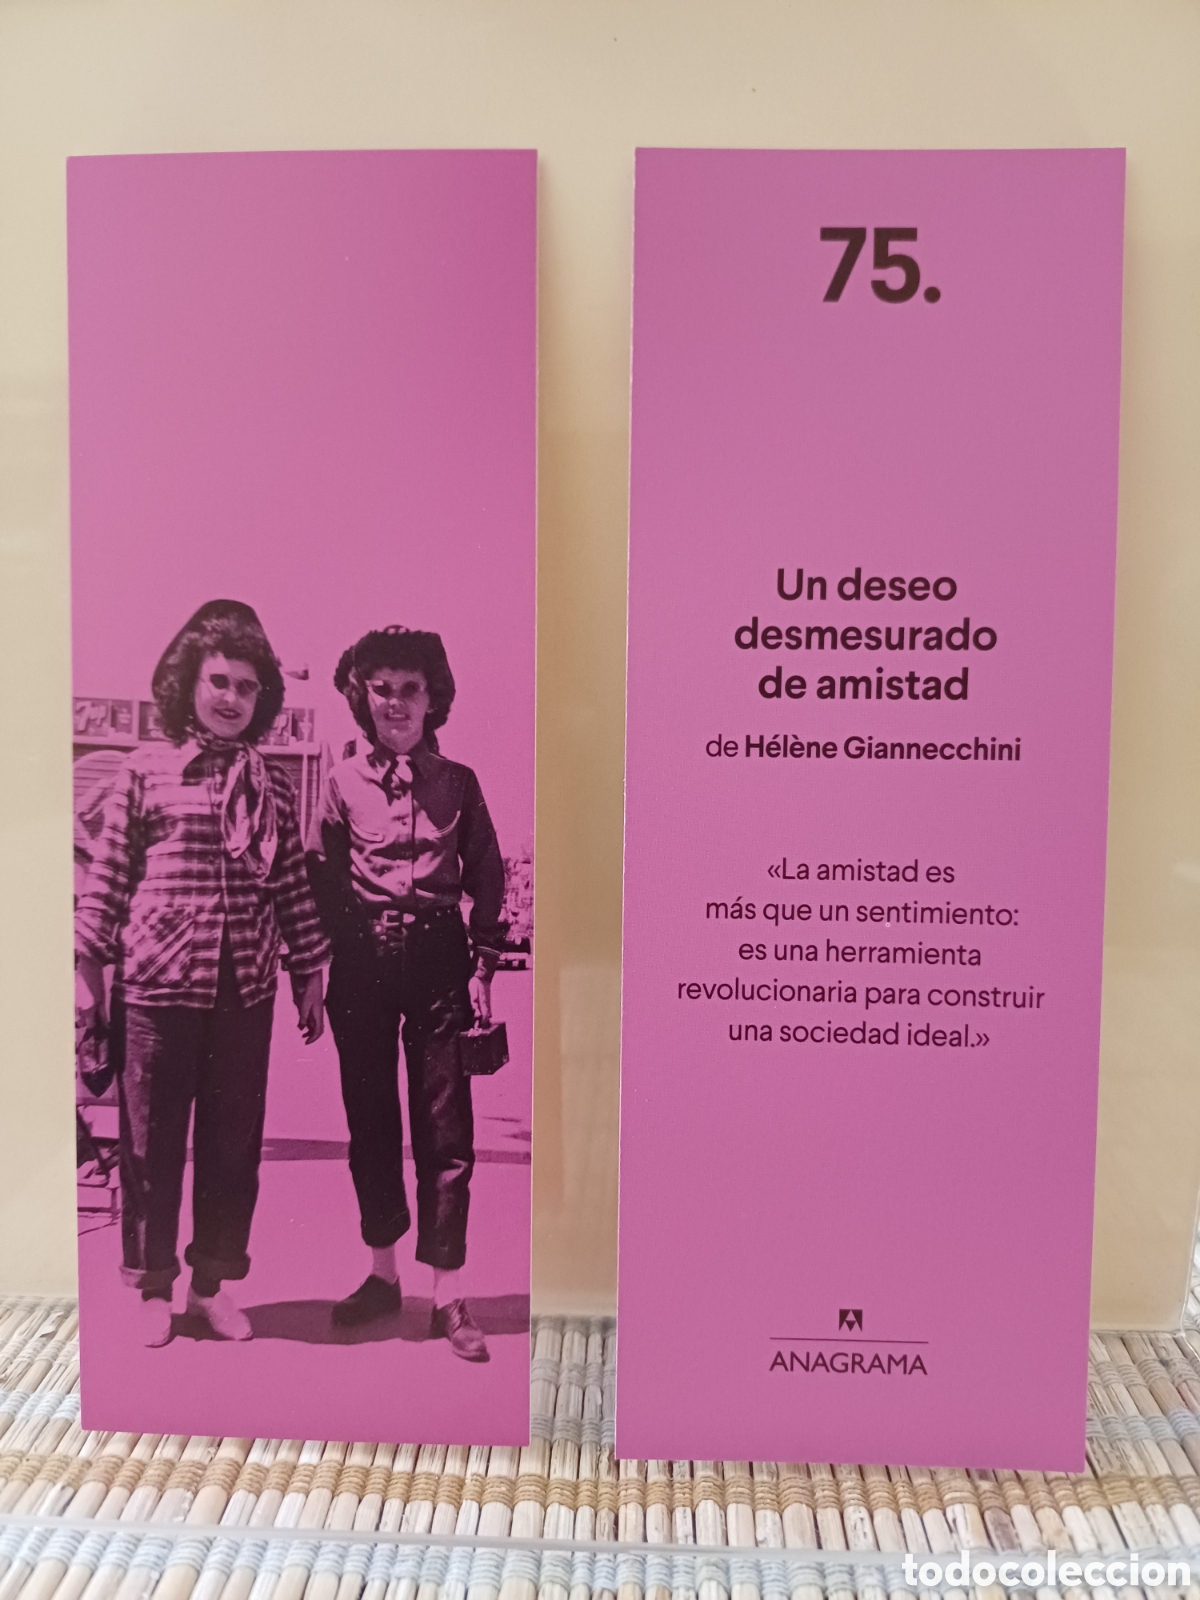 75.
Un deseo
desmesurado
de amistad
de Hélène Giannecchini
«La amistad es
más que un sentimiento:
es una herramienta
revolucionaria para construir
una sociedad ideal.»
ANAGRAMA
todocoleccion